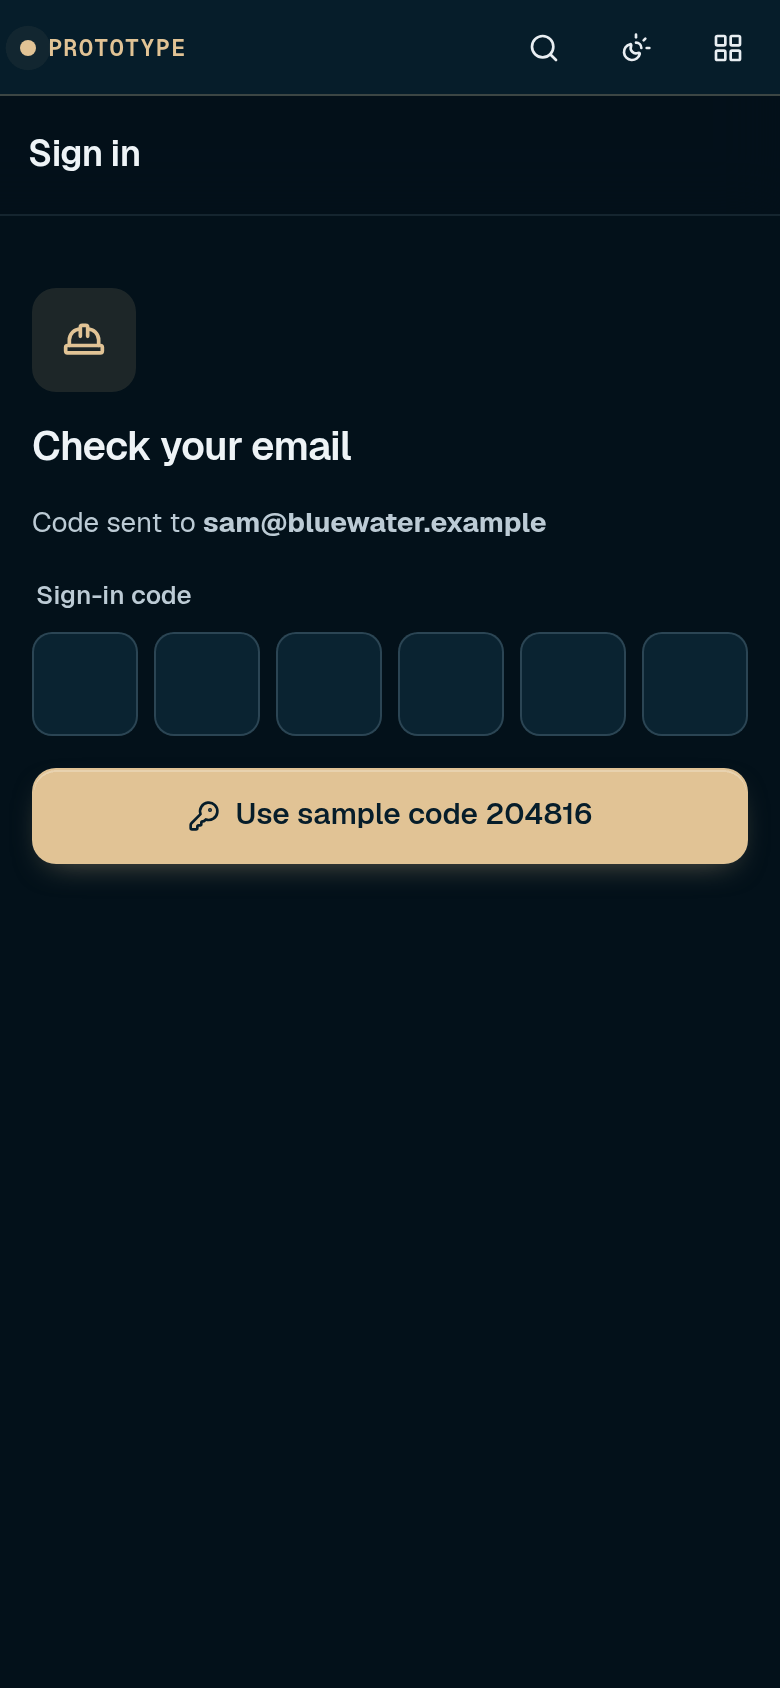 PROTOTYPE
Sign in
Check your email
Code sent to sam@bluewater.example
Sign-in code
Use sample code 204816